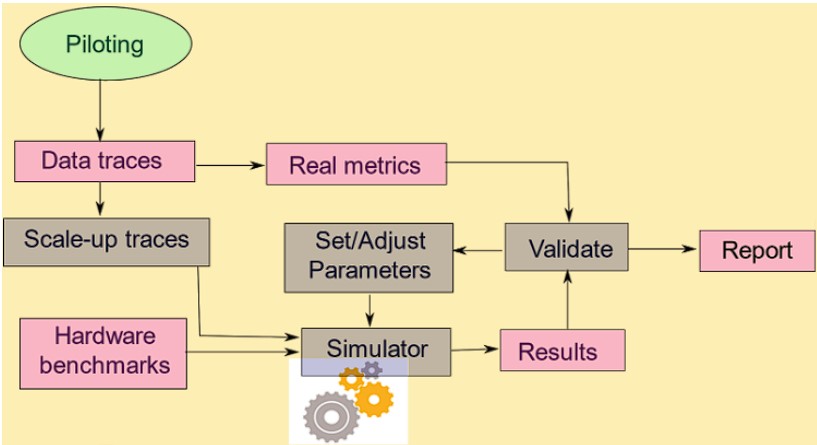 Piloting
Data traces
Real metrics
Scale-up traces
Set/Adjust
Parameters
Validate
Report
Hardware
benchmarks
Simulator
Results